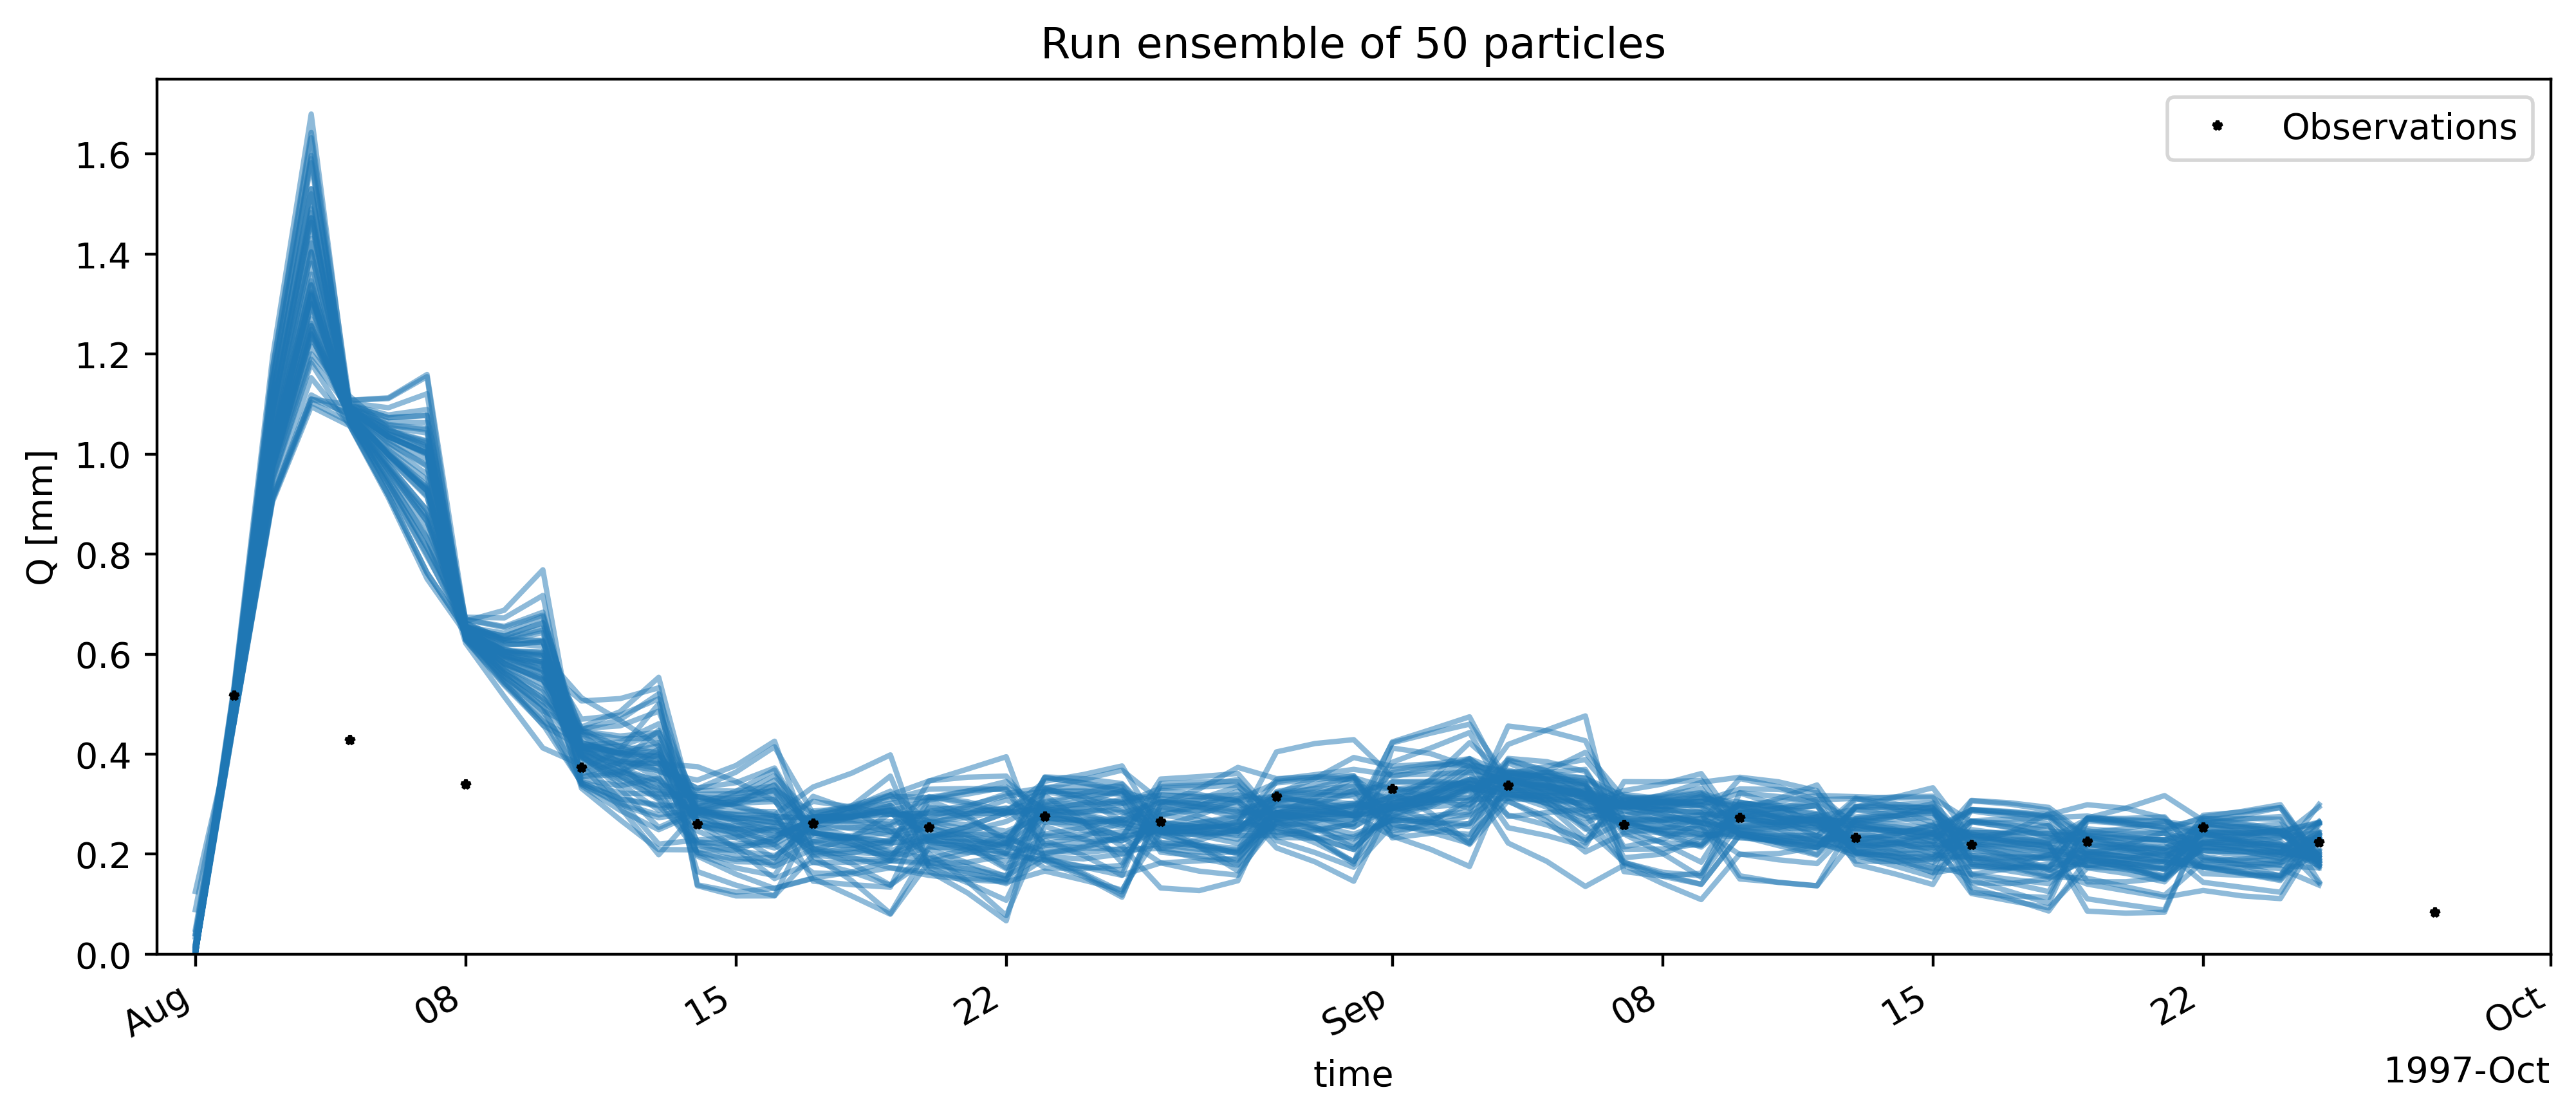 Run ensemble of 50 particles
Observations
Q [mm]
1.6
1.4
1.2
1.0
0.8
0.6
0.4
0.2
0.0
Aug
08
15
22
Sep
08
15
22
Oct
time
1997-Oct